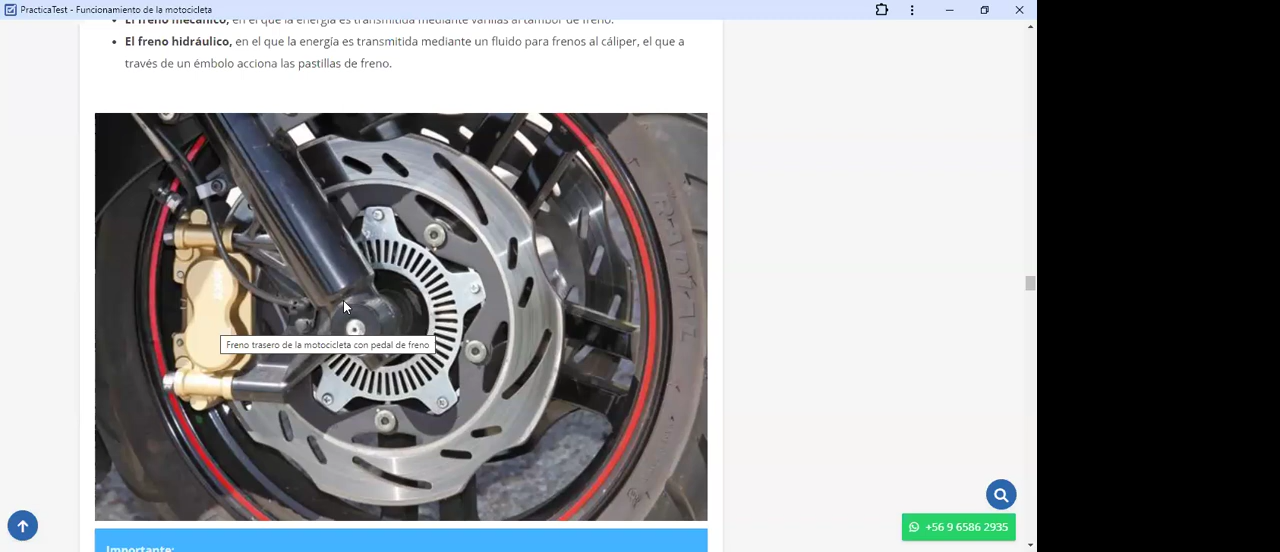 PracticaTest - Funcionamiento de la motocicleta
El freno mecánico, en el que la energía es transmitida mediante varillas al tambor de freno.
• El freno hidráulico, en el que la energía es transmitida mediante un fluido para frenos al cáliper, el que a
través de un émbolo acciona las pastillas de freno.
Freno trasero de la motocicleta con pedal de freno
+56 9 6586 2935
Importante: